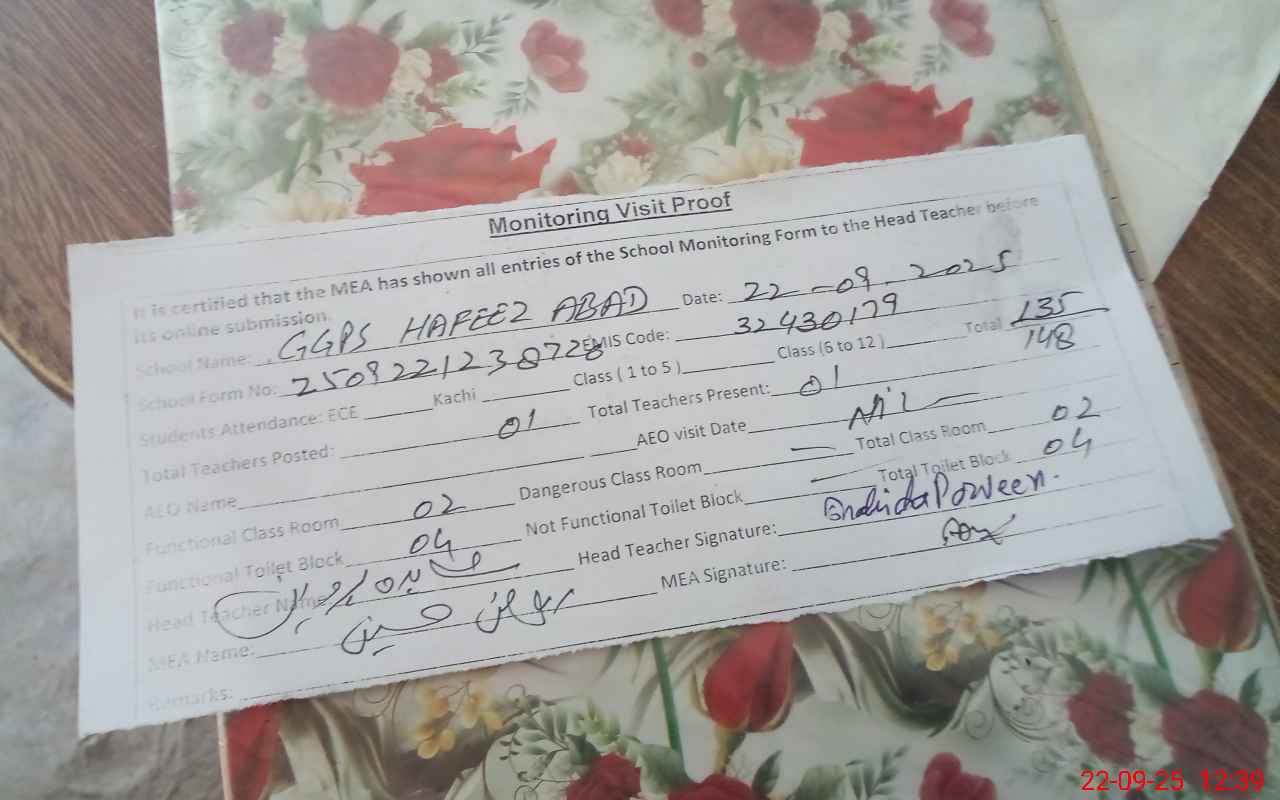 Monitoring Visit Proof
It is certified that the MEA has shown all entries of the School Monitoring Form to the Head Teacher before
its online submission.
School Name: GGPS HAFEEZ ABAD Date: 22-09-2025
School Form No: 2509221230728 EMIS Code: 32430179
Students Attendance: ECE Kachi Class ( 1 to 5 ) Class (6 to 12 ) Total 135
148
Total Teachers Posted: 01 Total Teachers Present: 01
AEO Name AEO visit Date Nil
Functional Class Room 02 Dangerous Class Room — Total Class Room 02
Functional Toilet Block 04 Not Functional Toilet Block — Total Toilet Block 04
Head Teacher Name Head Teacher Signature: Shahida Parveen.
MEA Name: حسین MEA Signature:
Remarks:
22-09-25 12:39